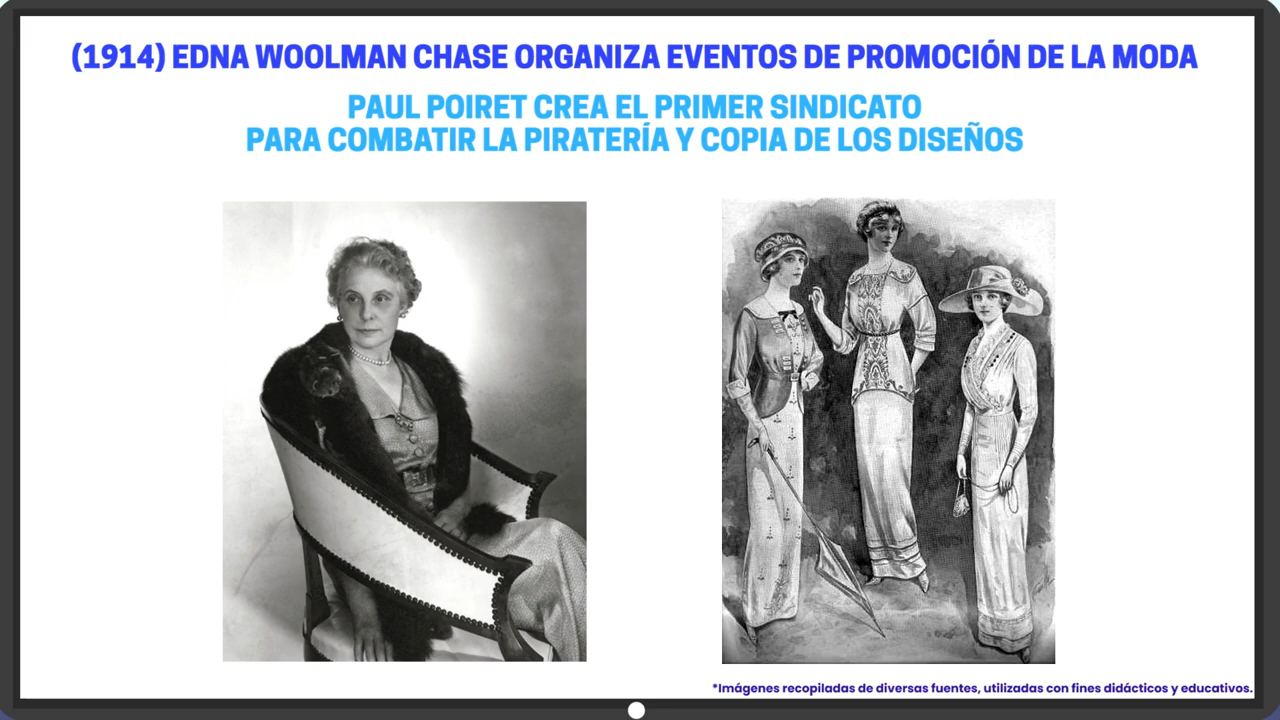 (1914) EDNA WOOLMAN CHASE ORGANIZA EVENTOS DE PROMOCIÓN DE LA MODA
PAUL POIRET CREA EL PRIMER SINDICATO
PARA COMBATIR LA PIRATERÍA Y COPIA DE LOS DISEÑOS
*Imágenes recopiladas de diversas fuentes, utilizadas con fines didácticos y educativos.